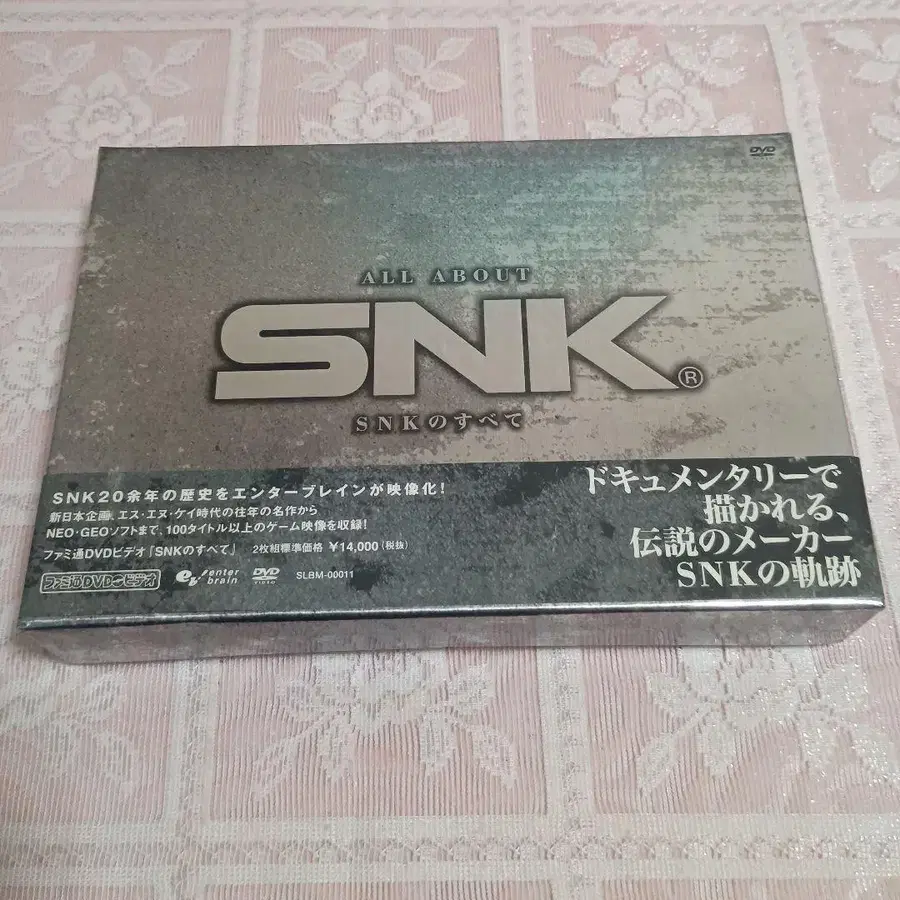 DVD
VIDEO
ALL ABOUT
SNK®
SNKのすべて
SNK20余年の歴史をエンターブレインが映像化!
新日本企画、エス・エヌ・ケイ時代の往年の名作から
NEO・GEOソフトまで、100タイトル以上のゲーム映像を収録!
ファミ通DVDビデオ「SNKのすべて」 2枚組標準価格 ¥14,000(税抜)
ファミ通DVDビデオ eb! enter brain DVD VIDEO SLBM-00011
ドキュメンタリーで
描かれる、
伝説のメーカー
SNKの軌跡